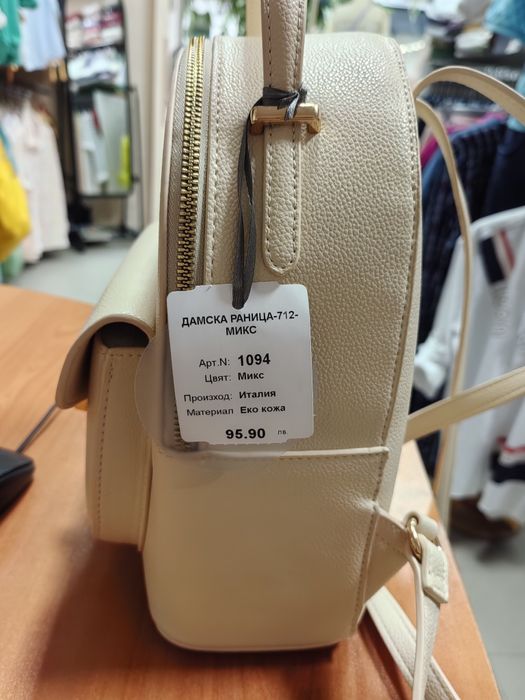 ДАМСКА РАНИЦА-712-
МИКС
Арт.N: 1094
Цвят: Микс
Произход: Италия
Материал Еко кожа
95.90 лв.